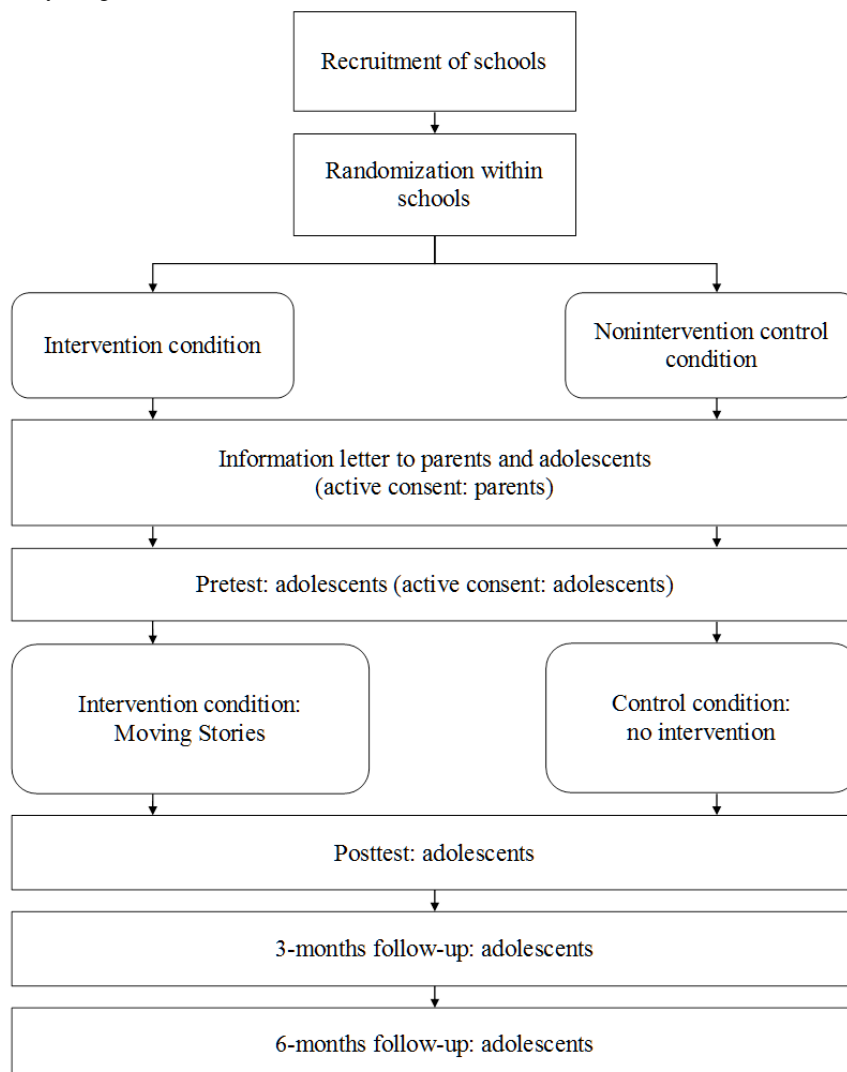 Recruitment of schools
Randomization within
schools
Intervention condition
Nonintervention control
condition
Information letter to parents and adolescents
(active consent: parents)
Pretest: adolescents (active consent: adolescents)
Intervention condition:
Moving Stories
Control condition:
no intervention
Posttest: adolescents
3-months follow-up: adolescents
6-months follow-up: adolescents